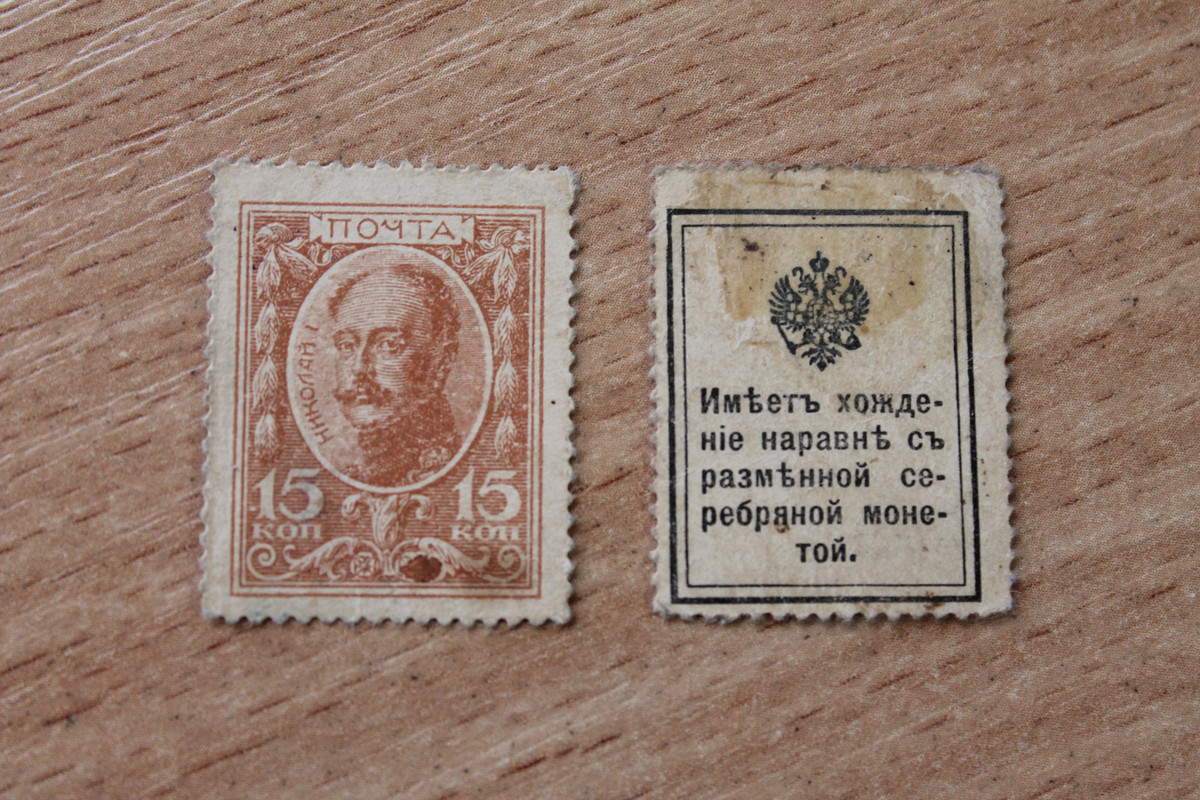 ПОЧТА
НИКОЛАЙ I
15 15
КОП КОП
Имѣетъ хожде-
ніе наравнѣ съ
размѣнной се-
ребряной моне-
той.